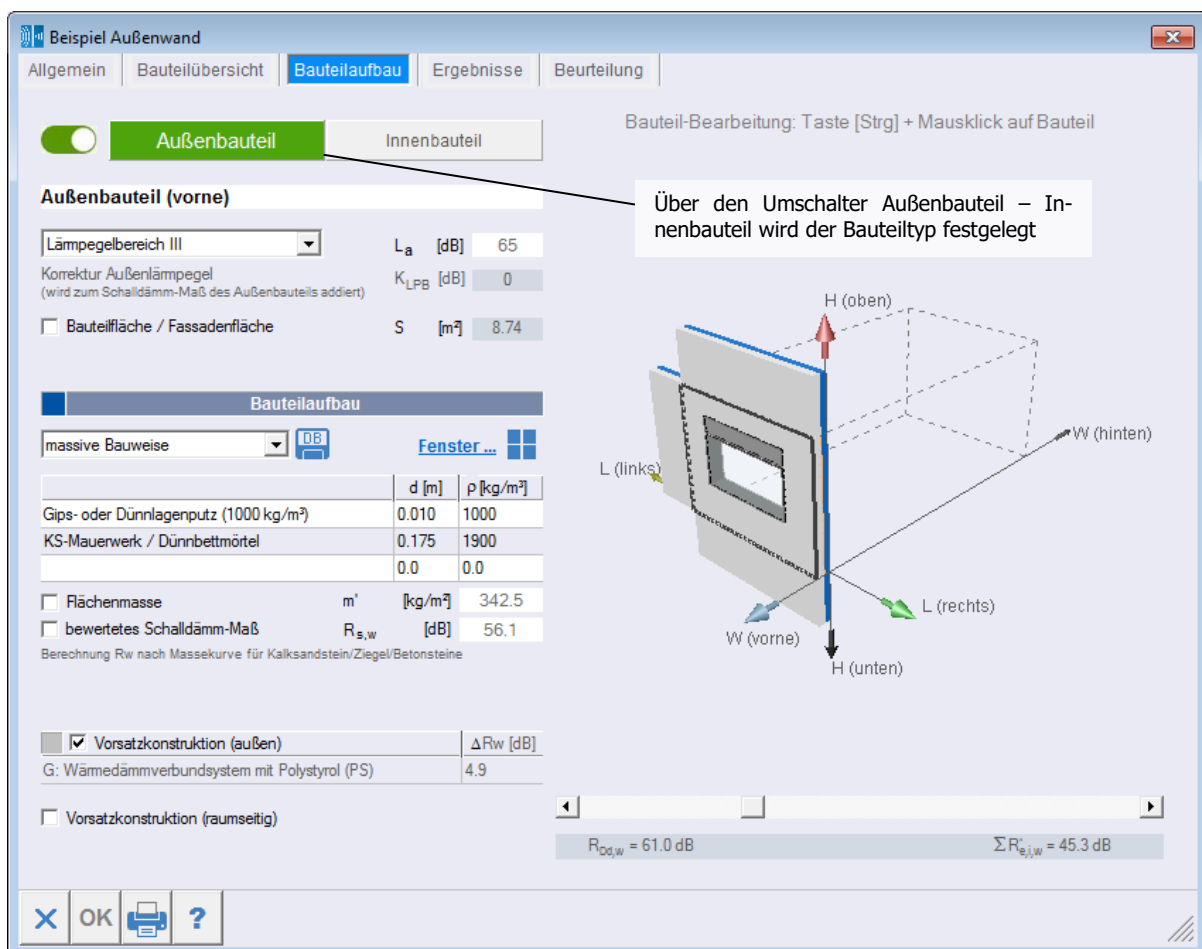 Beispiel Außenwand
Allgemein Bauteilübersicht Bauteilaufbau Ergebnisse Beurteilung
Außenbauteil Innenbauteil
Bauteil-Bearbeitung: Taste [Strg] + Mausklick auf Bauteil
Außenbauteil (vorne)
Über den Umschalter Außenbauteil – In-
nenbauteil wird der Bauteiltyp festgelegt
Lärmpegelbereich III La [dB] 65
Korrektur Außenlärmpegel KLPB [dB] 0
(wird zum Schalldämm-Maß des Außenbauteils addiert)
Bauteilfläche / Fassadenfläche S [m²] 8.74
H (oben)
W (hinten)
L (links)
L (rechts)
W (vorne)
H (unten)
Bauteilaufbau
massive Bauweise DB Fenster ...
d [m] ρ [kg/m³]
Gips- oder Dünnlagenputz (1000 kg/m³) 0.010 1000
KS-Mauerwerk / Dünnbettmörtel 0.175 1900
0.0 0.0
Flächenmasse m' [kg/m²] 342.5
bewertetes Schalldämm-Maß Rs,w [dB] 56.1
Berechnung Rw nach Massekurve für Kalksandstein/Ziegel/Betonsteine
Vorsatzkonstruktion (außen) ΔRw [dB]
G: Wärmedämmverbundsystem mit Polystyrol (PS) 4.9
Vorsatzkonstruktion (raumseitig)
RDd,w = 61.0 dB ΣR'e,i,w = 45.3 dB
OK ?